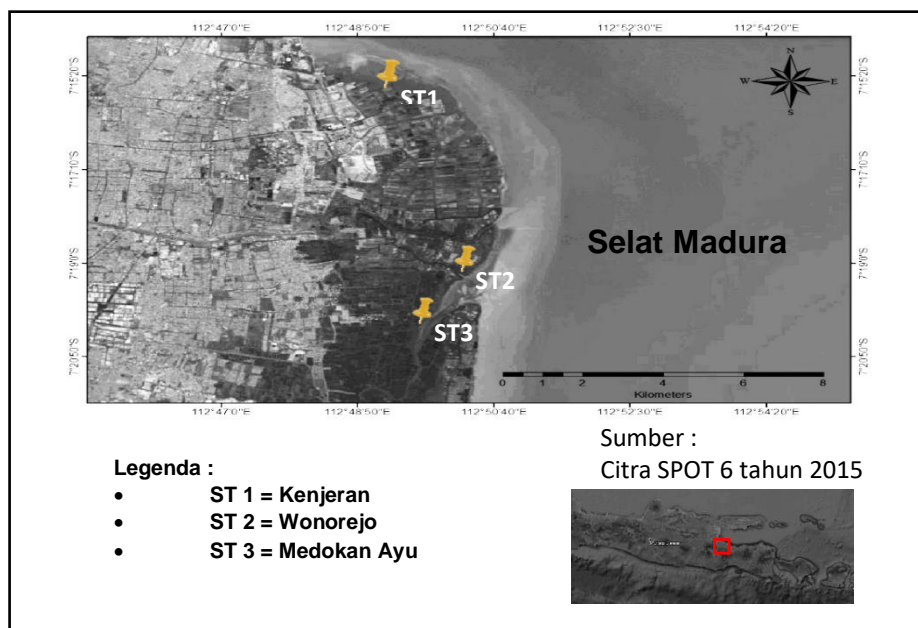 112°47'0"E 112°48'50"E 112°50'40"E 112°52'30"E 112°54'20"E
7°15'20"S
7°17'10"S
7°19'0"S
7°20'50"S
7°15'20"S
7°17'10"S
7°19'0"S
7°20'50"S
N
W E
S
ST1
Selat Madura
ST2
ST3
0 1 2 4 6 8
Kilometers
112°47'0"E 112°48'50"E 112°50'40"E 112°52'30"E 112°54'20"E
Sumber :
Citra SPOT 6 tahun 2015
Legenda :
• ST 1 = Kenjeran
• ST 2 = Wonorejo
• ST 3 = Medokan Ayu